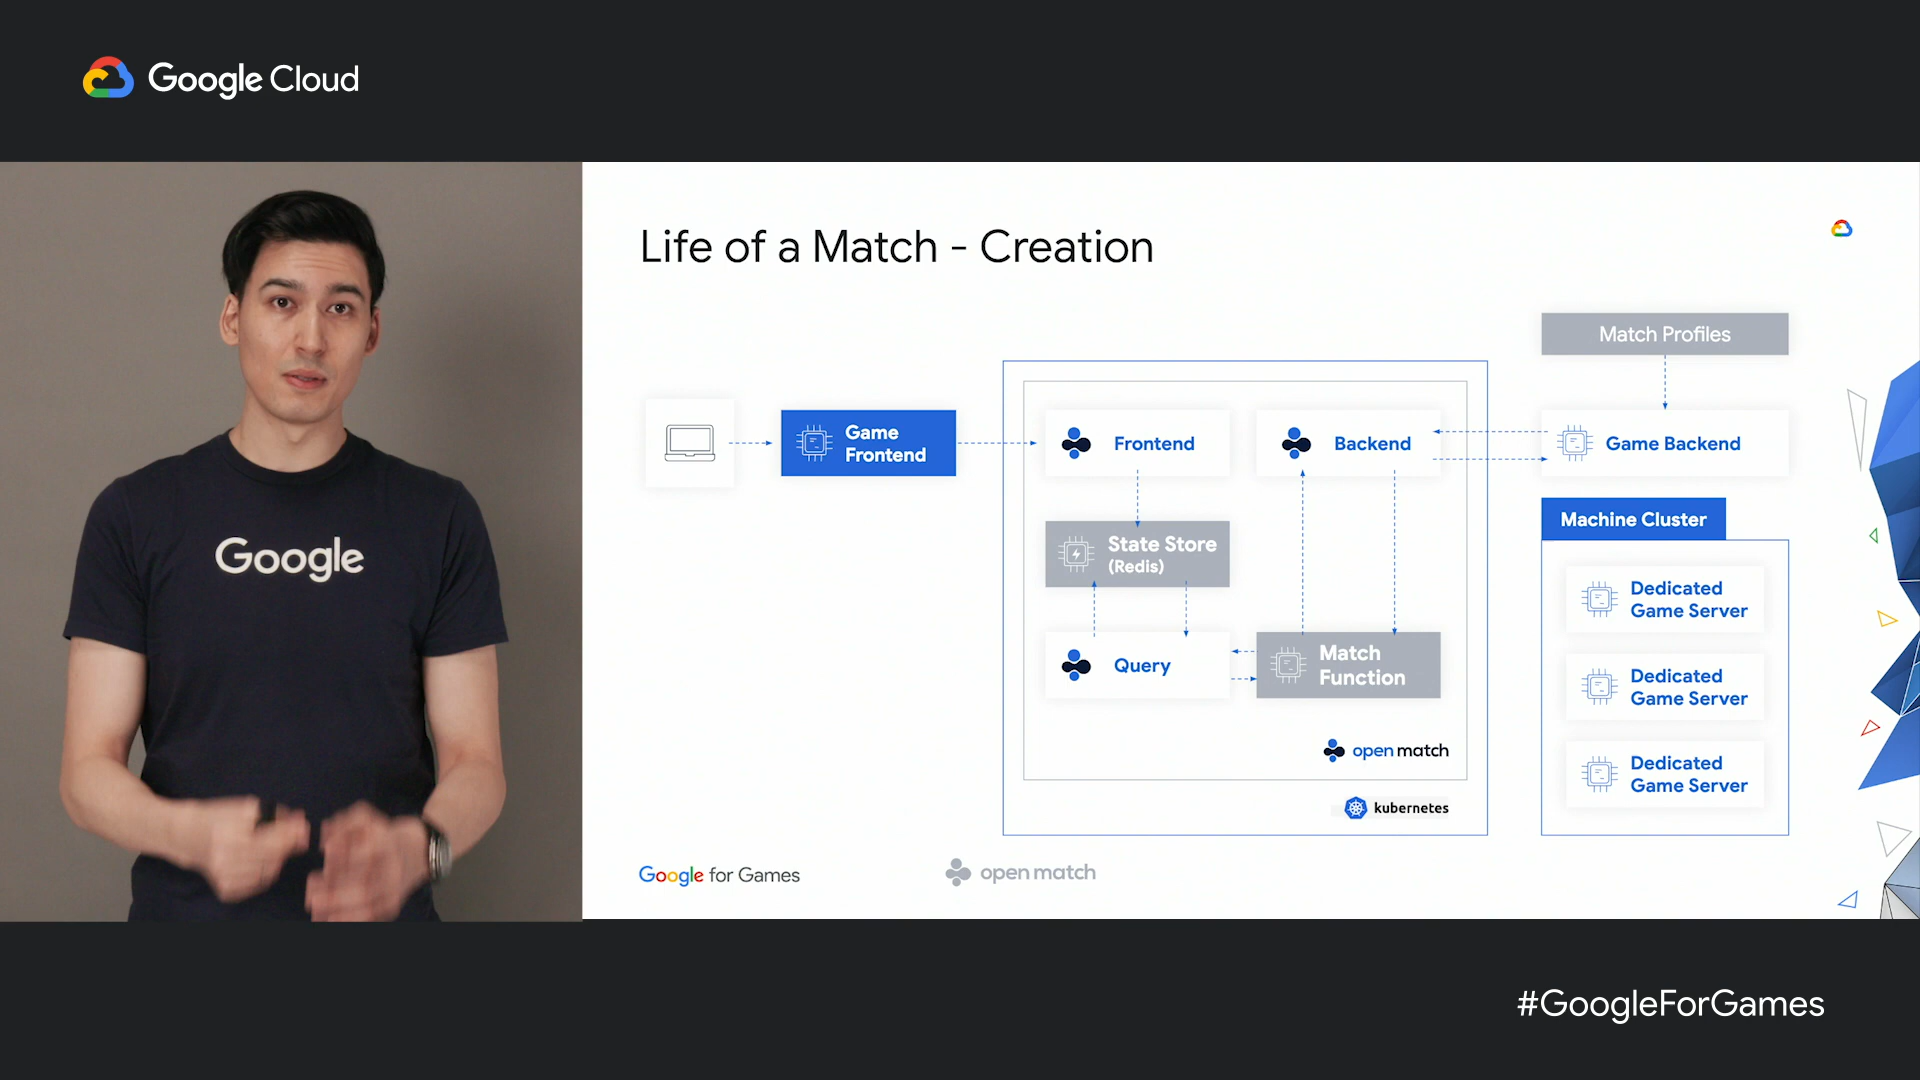 Google Cloud
Google
Life of a Match - Creation
Match Profiles
Game
Frontend
Frontend
Backend
Game Backend
Machine Cluster
State Store
(Redis)
Dedicated
Game Server
Query
Match
Function
Dedicated
Game Server
open match
Dedicated
Game Server
kubernetes
Google for Games
open match
#GoogleForGames